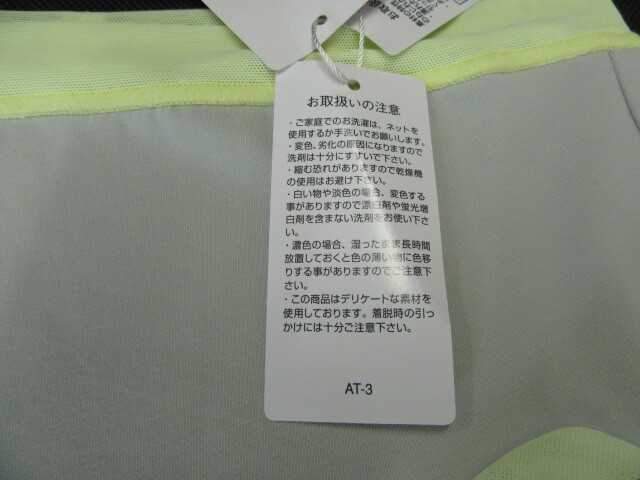 お取扱いの注意
・ご家庭でのお洗濯は、ネットを
使用するか手洗いでお願いします。
・変色、劣化の原因になりますので
洗剤は十分にすすいで下さい。
・縮む恐れがありますので乾燥機
の使用はお避け下さい。
・白い物や淡色の場合、変色する
事がありますので漂白剤や蛍光増
白剤を含まない洗剤をお使い下さ
い。
・濃色の場合、湿ったまま長時間
放置しておくと色の薄い物に色移
りする事がありますのでご注意下
さい。
・この商品はデリケートな素材を
使用しております。着脱時の引っ
かけには十分ご注意下さい。
AT-3